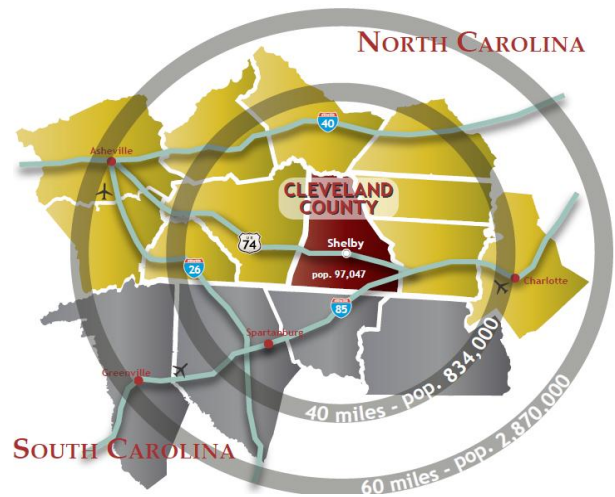 NORTH CAROLINA
INTERSTATE
40
Asheville
CLEVELAND
COUNTY
U S
74
Shelby
26
pop. 97,047
Charlotte
85
Spartanburg
Greenville
40 miles - pop. 834,000
SOUTH CAROLINA
60 miles - pop. 2,870,000